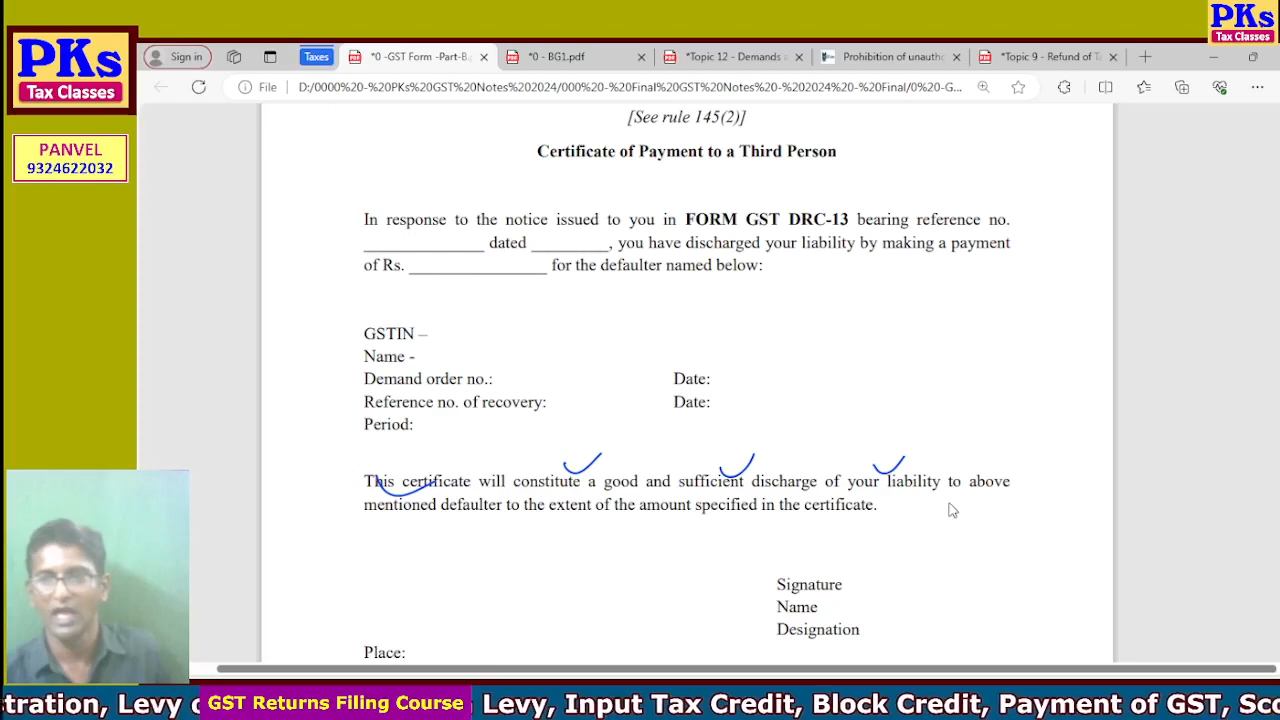 PKs
Tax Classes
PKs
Tax Classes
PANVEL
9324622032
Sign in
Taxes
*0 -GST Form -Part-B.
*0 - BG1.pdf
*Topic 12 - Demands
Prohibition of unauth
*Topic 9 - Refund of T
File
D:/0000%20-%20PKs%20GST%20Notes%202024/000%20-%20Final%20GST%20Notes%20-%202024%20-%20Final/0%20-%20G...
[See rule 145(2)]
Certificate of Payment to a Third Person
In response to the notice issued to you in FORM GST DRC-13 bearing reference no.
______________ dated _________, you have discharged your liability by making a payment
of Rs. ________________ for the defaulter named below:
GSTIN –
Name -
Demand order no.: Date:
Reference no. of recovery: Date:
Period:
This certificate will constitute a good and sufficient discharge of your liability to above
mentioned defaulter to the extent of the amount specified in the certificate.
Signature
Name
Designation
Place:
stration, Levy GST Returns Filing Course Levy, Input Tax Credit, Block Credit, Payment of GST, Sc